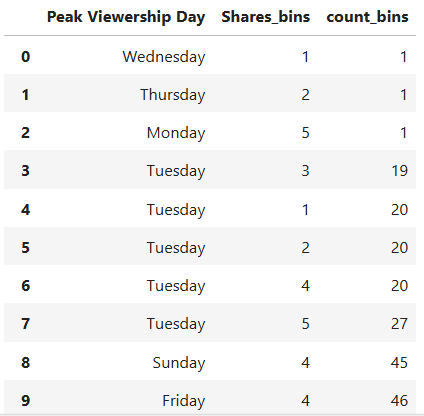 Peak Viewership Day Shares_bins count_bins
0 Wednesday 1 1
1 Thursday 2 1
2 Monday 5 1
3 Tuesday 3 19
4 Tuesday 1 20
5 Tuesday 2 20
6 Tuesday 4 20
7 Tuesday 5 27
8 Sunday 4 45
9 Friday 4 46